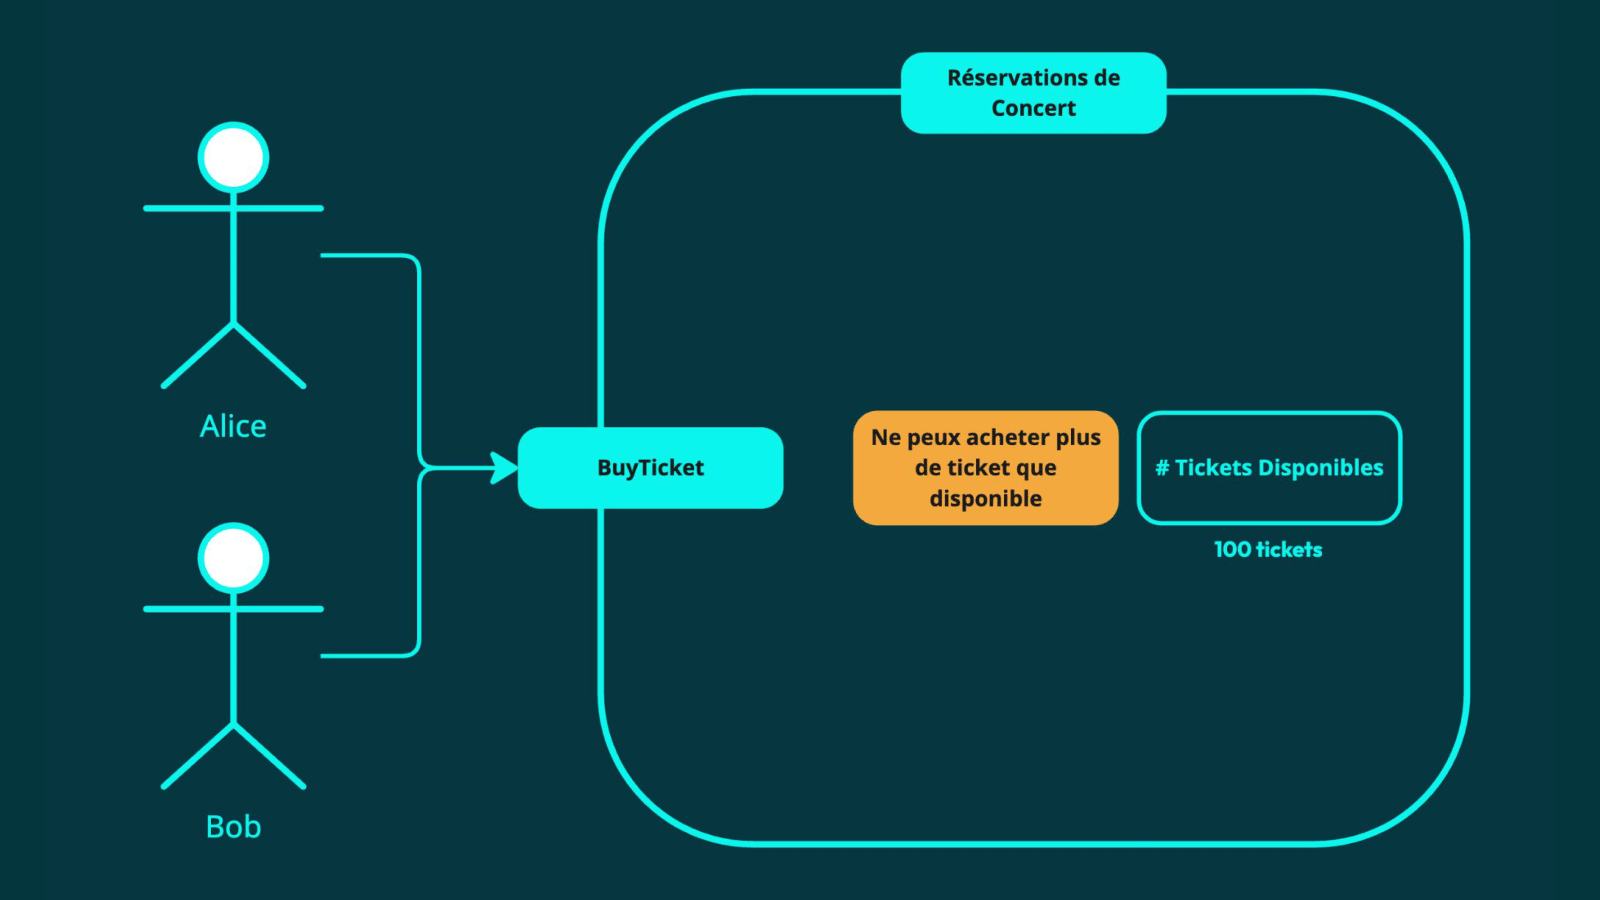 Réservations de
Concert
Alice
BuyTicket
Ne peux acheter plus
de ticket que
disponible
# Tickets Disponibles
100 tickets
Bob